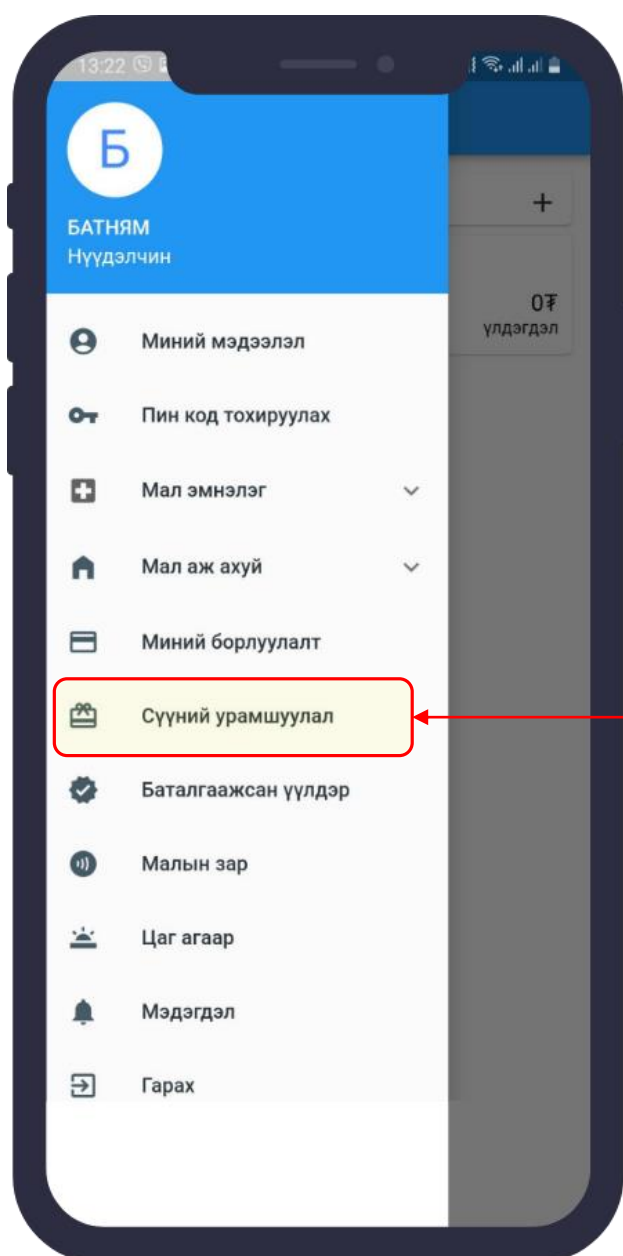 13:22
Б
БАТНЯМ
Нүүдэлчин
+
0₮
үлдэгдэл
Миний мэдээлэл
Пин код тохируулах
Мал эмнэлэг
Мал аж ахуй
Миний борлуулалт
Сүүний урамшуулал
Баталгаажсан үүлдэр
Малын зар
Цаг агаар
Мэдэгдэл
Гарах